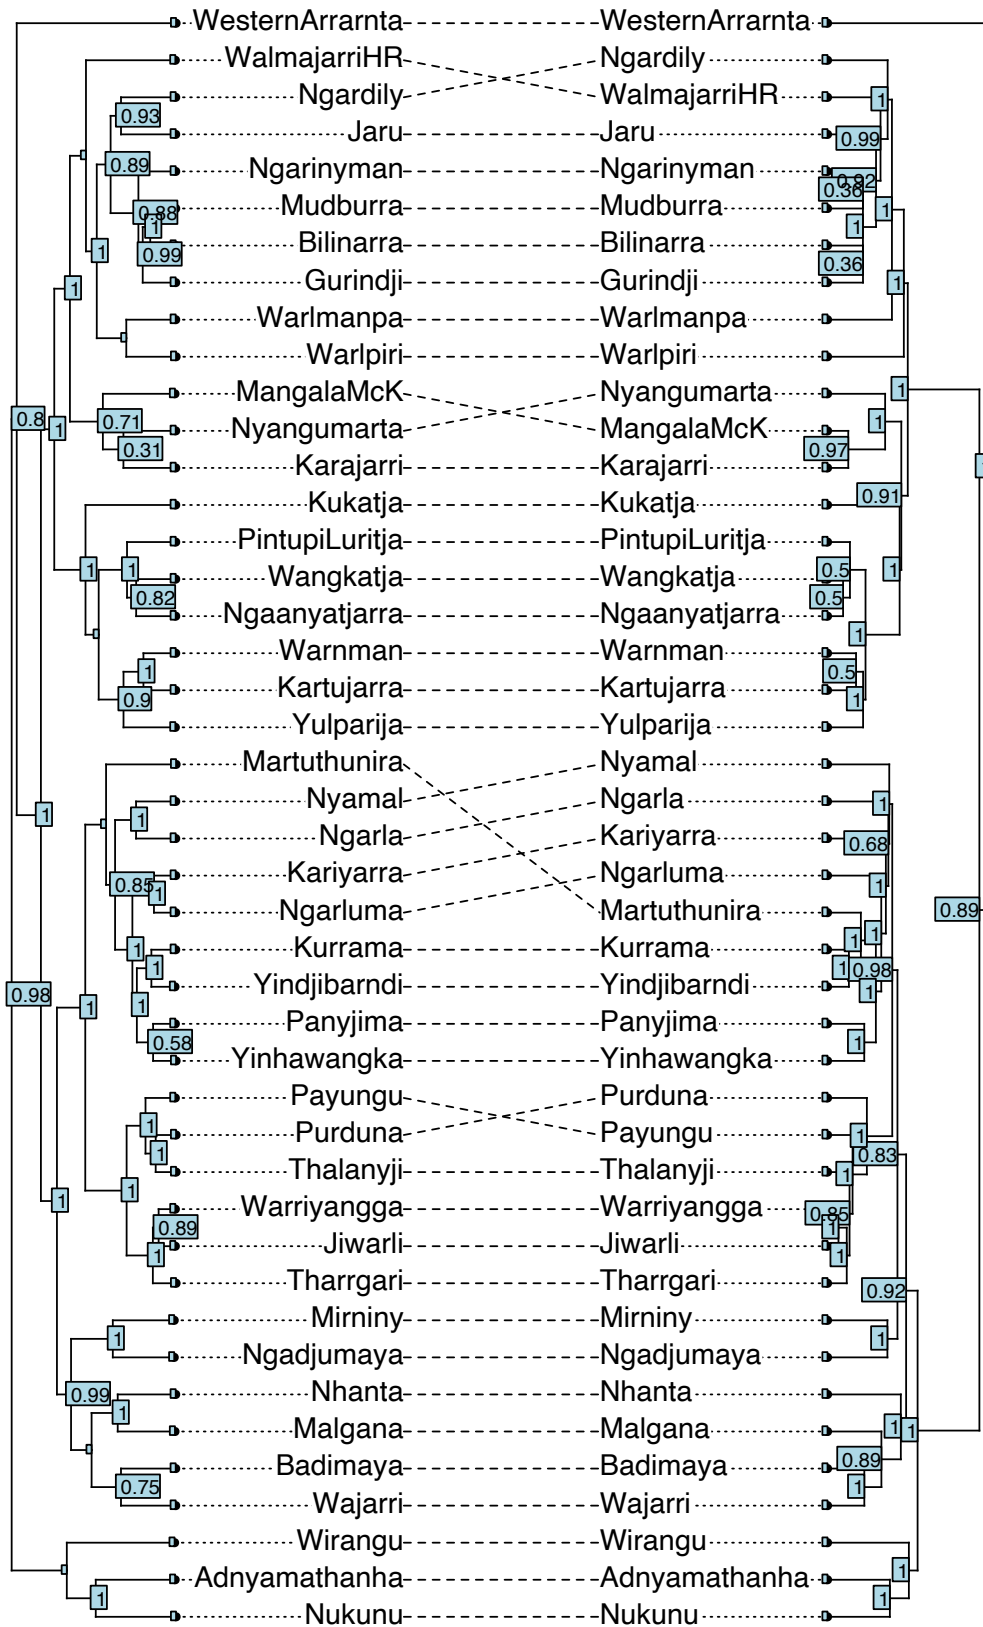 WesternArrarnta WesternArrarnta
WalmajarriHR Ngardily
Ngardily WalmajarriHR 1
0.93
Jaru Jaru 0.99
0.89 Ngarinyman Ngarinyman 0.92
0.36
0.88 Mudburra Mudburra 1
1 1
1 0.99 Bilinarra Bilinarra
0.36
1 Gurindji Gurindji 1
Warlmanpa Warlmanpa
Warlpiri Warlpiri
MangalaMcK Nyangumarta 1
0.8 1 0.71 Nyangumarta MangalaMcK 1
0.31 0.97
Karajarri Karajarri
Kukatja Kukatja 0.91
PintupiLuritja PintupiLuritja
1 1 Wangkatja Wangkatja 0.5 1
0.82 0.5
Ngaanyatjarra Ngaanyatjarra
1
Warnman Warnman
1 0.5
0.9 Kartujarra Kartujarra 1
Yulparija Yulparija
Martuthunira Nyamal
1 1 Nyamal Ngarla 1
Ngarla Kariyarra 0.68
0.85 1 Kariyarra Ngarluma 1
Ngarluma Martuthunira 0.89
1 Kurrama Kurrama 1 1
1 1 0.98
0.98 Yindjibarndi Yindjibarndi
1 1 1
Panyjima Panyjima
0.58 1
Yinhawangka Yinhawangka
Payungu Purduna
1 Purduna Payungu 1
1 0.83
Thalanyji Thalanyji 1
1 1 Warriyangga Warriyangga 0.85
0.89 1
1 Jiwarli Jiwarli 1
Tharrgari Tharrgari 0.92
Mirniny Mirniny
1 1
Ngadjumaya Ngadjumaya
0.99 Nhanta Nhanta
1 1 1
Malgana Malgana
0.89
Badimaya Badimaya
0.75 1
Wajarri Wajarri
Wirangu Wirangu
1
Adnyamathanha Adnyamathanha
1 1
Nukunu Nukunu